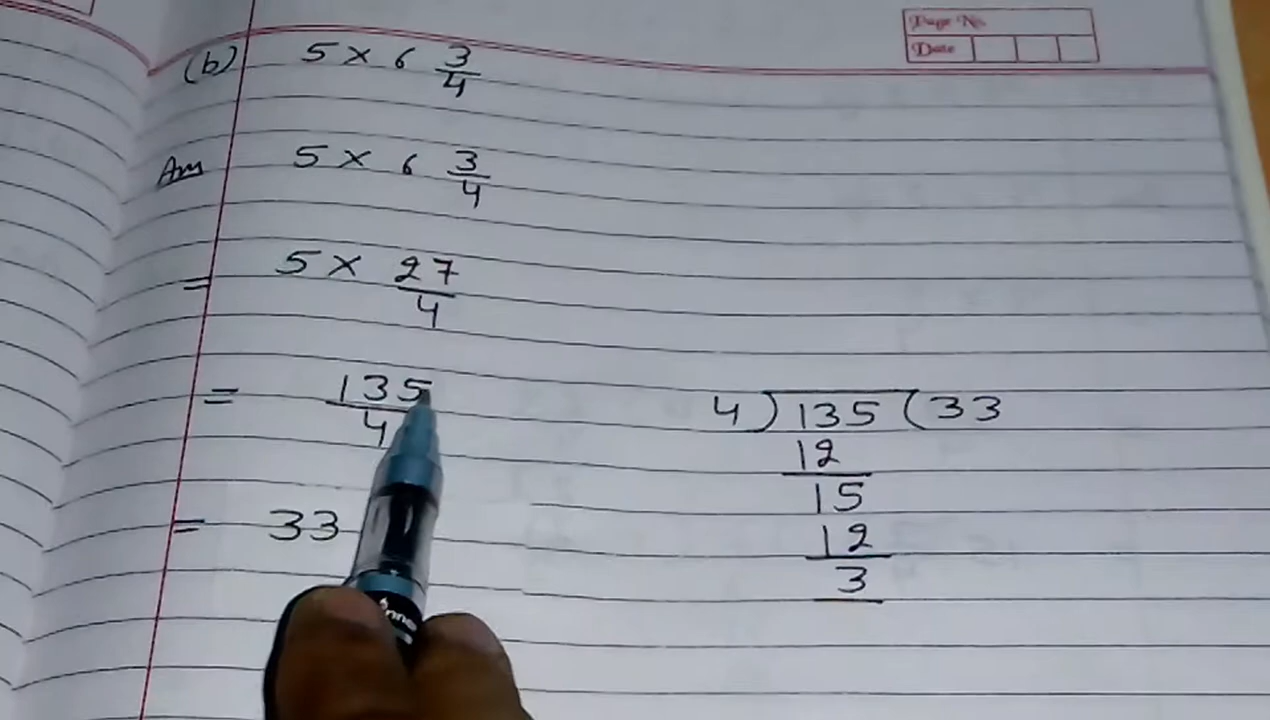 Page No.
Date
(b) 5 × 6 3/4
Ans 5 × 6 3/4
= 5 × 27/4
= 135/4
= 33
4 ) 135 ( 33
12
15
12
3